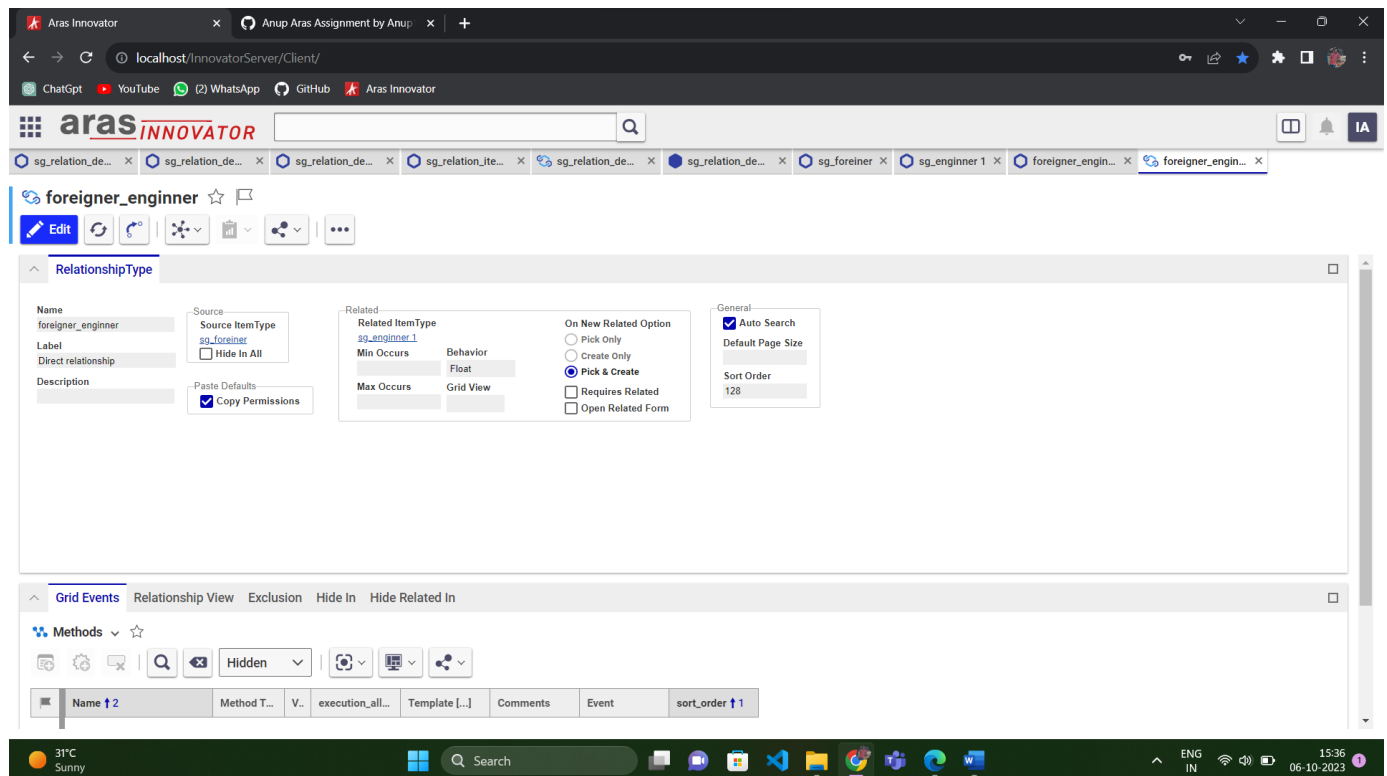 Aras Innovator
Anup Aras Assignment by Anup
localhost/InnovatorServer/Client/
ChatGpt YouTube (2) WhatsApp GitHub Aras Innovator
aras INNOVATOR
IA
sg_relation_de... sg_relation_de... sg_relation_de... sg_relation_ite... sg_relation_de... sg_relation_de... sg_foreiner sg_enginner 1 foreigner_engin... foreigner_engin...
foreigner_enginner
Edit
RelationshipType
Name
foreigner_enginner
Label
Direct relationship
Description
Source
Source ItemType
sg_foreiner
Hide In All
Paste Defaults
Copy Permissions
Related
Related ItemType
sg_enginner 1
Min Occurs Behavior
Float
Max Occurs Grid View
On New Related Option
Pick Only
Create Only
Pick & Create
Requires Related
Open Related Form
General
Auto Search
Default Page Size
Sort Order
128
Grid Events Relationship View Exclusion Hide In Hide Related In
Methods
Hidden
Name 2 Method T... V.. execution_all... Template [...] Comments Event sort_order 1
31°C
Sunny
Search
ENG
IN
15:36
06-10-2023
1